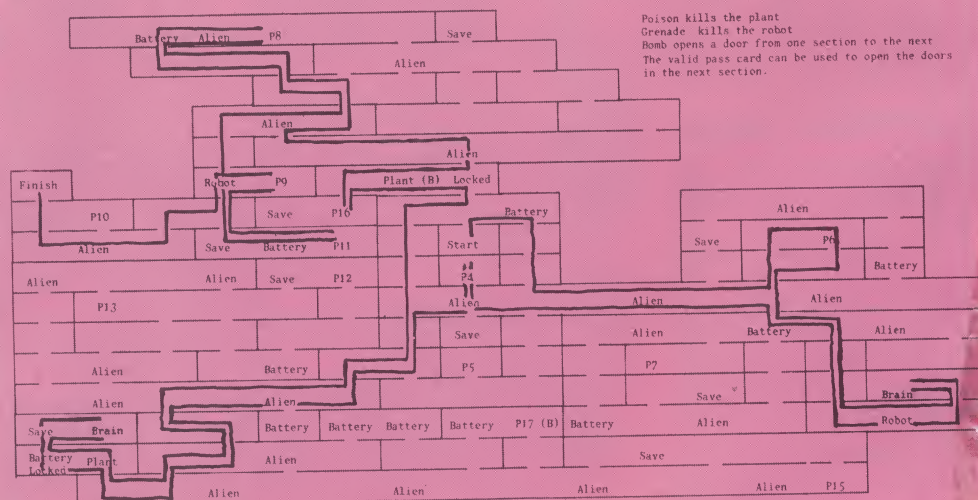 Poison kills the plant
Grenade kills the robot
Bomb opens a door from one section to the next
The valid pass card can be used to open the doors
in the next section.
Battery Alien P8 Save
Alien
Alien
Alien
Finish Robot P9 Plant (B) Locked
P10 Save P16 Battery Alien
Alien Save Battery P11 Start Save P6
Alien Alien Save P12 P4 Battery
P13 Alien Alien Alien
Save Alien Battery Alien
Alien Battery P5 P7
Alien Alien Save Brain
Save Brain Battery Battery Battery Battery P17 (B) Battery Alien Robot
Battery Plant Alien Save
Locked
Alien Alien Alien Alien P15